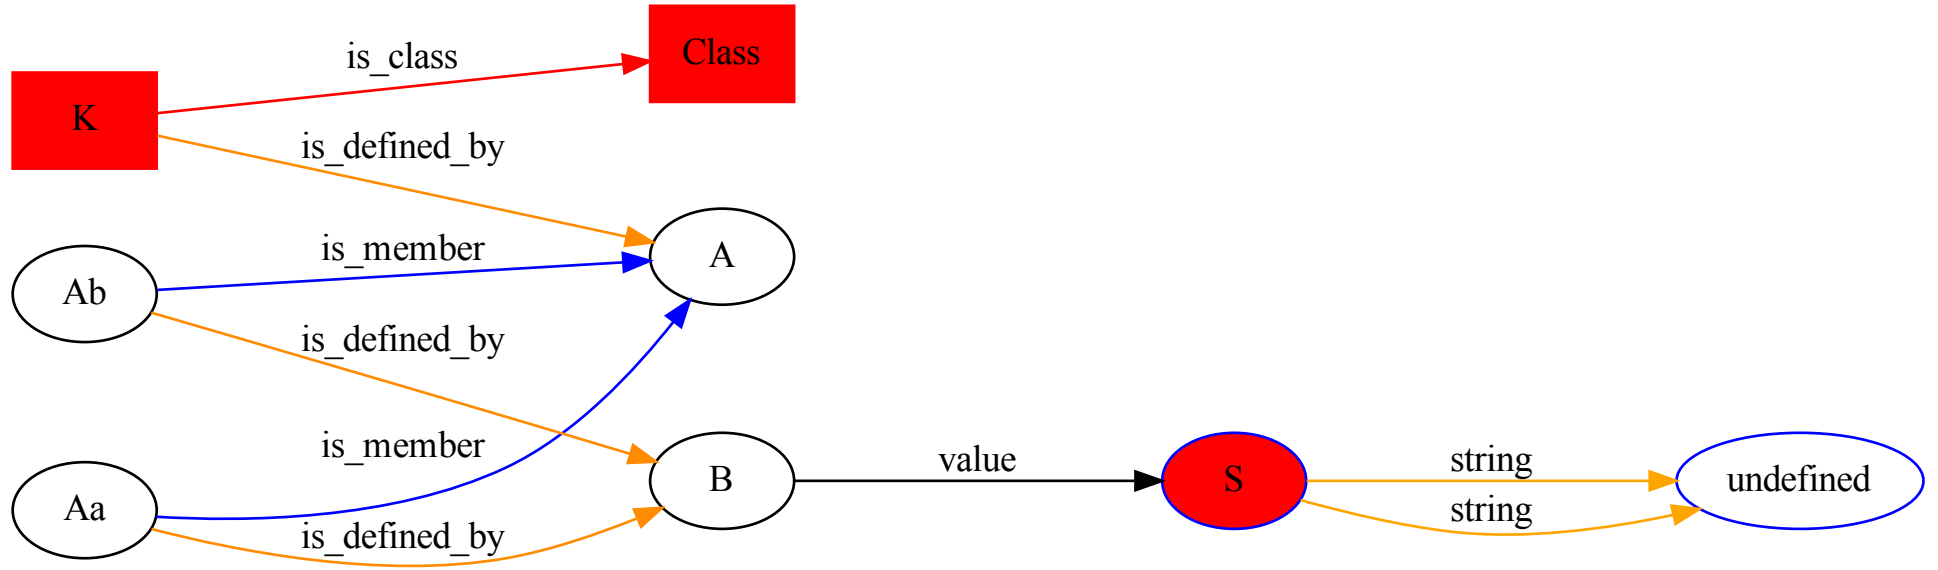 K
is_class
Class
is_defined_by
Ab
is_member
A
is_defined_by
Aa
is_member
is_defined_by
B
value
S
string
string
undefined